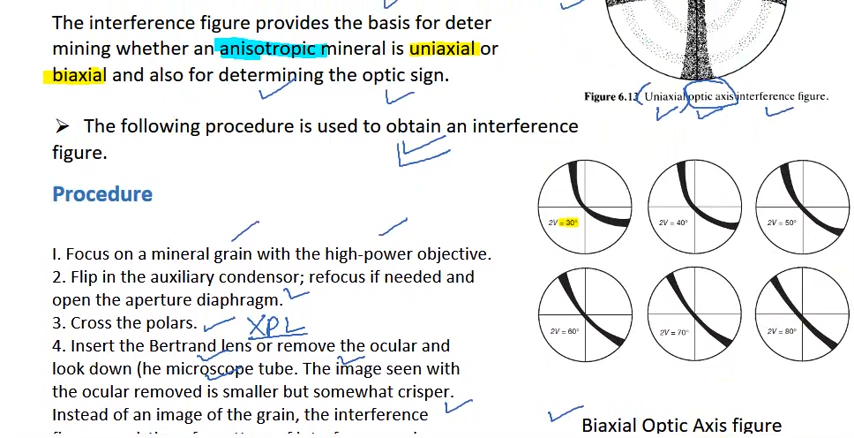 The interference figure provides the basis for deter
mining whether an anisotropic mineral is uniaxial or
biaxial and also for determining the optic sign.
➢ The following procedure is used to obtain an interference
figure.
Procedure
I. Focus on a mineral grain with the high-power objective.
2. Flip in the auxiliary condensor; refocus if needed and
open the aperture diaphragm.
3. Cross the polars. XPL
4. Insert the Bertrand lens or remove the ocular and
look down (he microscope tube. The image seen with
the ocular removed is smaller but somewhat crisper.
Instead of an image of the grain, the interference
Uniaxial optic axis interference figure.
2V = 30°
2V = 40°
2V = 50°
2V = 60°
2V = 70°
2V = 80°
Biaxial Optic Axis figure